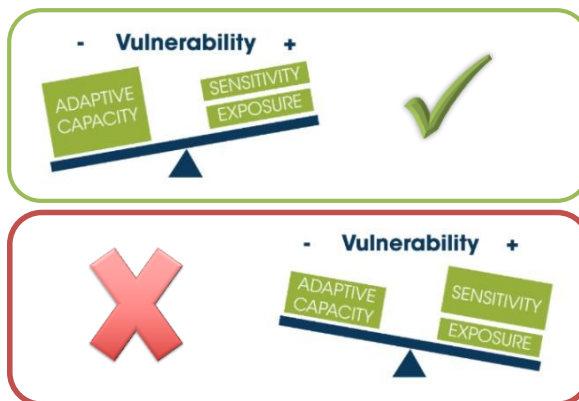 - Vulnerability +
ADAPTIVE
CAPACITY
SENSITIVITY
EXPOSURE
- Vulnerability +
ADAPTIVE
CAPACITY
SENSITIVITY
EXPOSURE